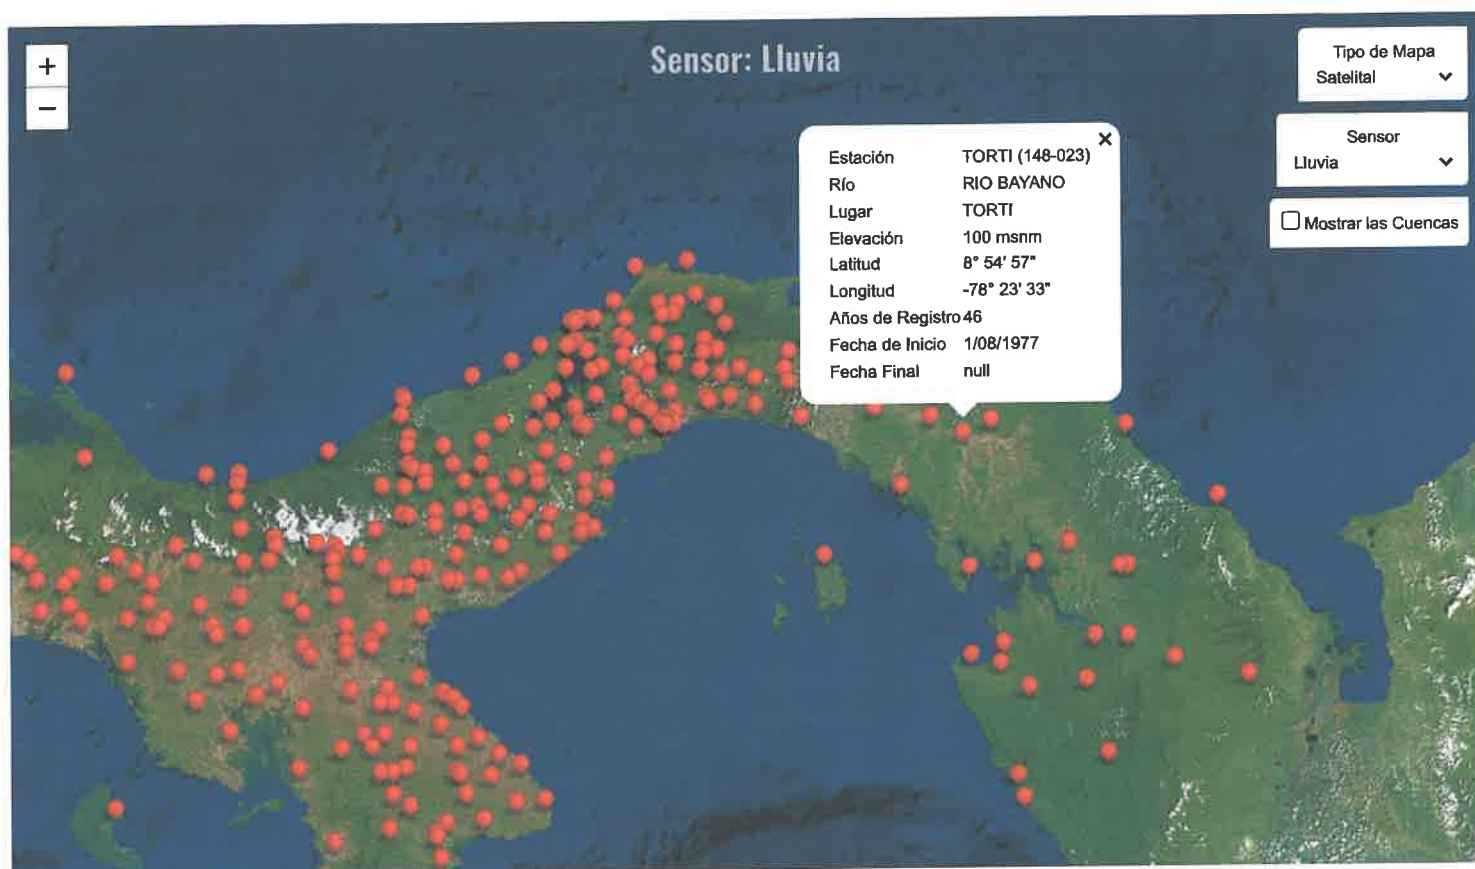 +
−
Sensor: Lluvia
Tipo de Mapa
Satelital
Sensor
Lluvia
Mostrar las Cuencas
×
Estación TORTI (148-023)
Río RIO BAYANO
Lugar TORTI
Elevación 100 msnm
Latitud 8° 54' 57"
Longitud -78° 23' 33"
Años de Registro 46
Fecha de Inicio 1/08/1977
Fecha Final null